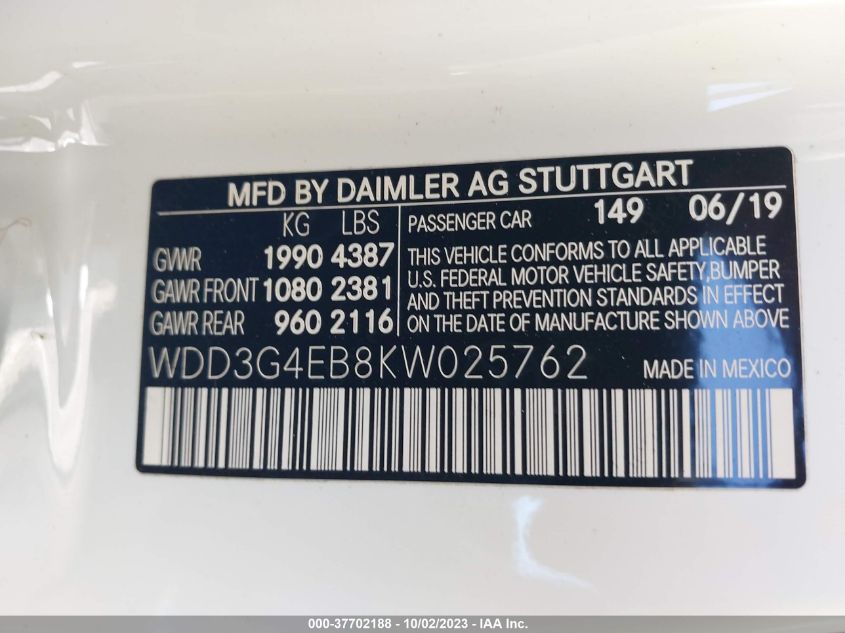 MFD BY DAIMLER AG STUTTGART
KG LBS
GVWR 1990 4387
GAWR FRONT 1080 2381
GAWR REAR 960 2116
PASSENGER CAR 149 06/19
THIS VEHICLE CONFORMS TO ALL APPLICABLE
U.S. FEDERAL MOTOR VEHICLE SAFETY,BUMPER
AND THEFT PREVENTION STANDARDS IN EFFECT
ON THE DATE OF MANUFACTURE SHOWN ABOVE
WDD3G4EB8KW025762 MADE IN MEXICO
000-37702188 - 10/02/2023 - IAA Inc.